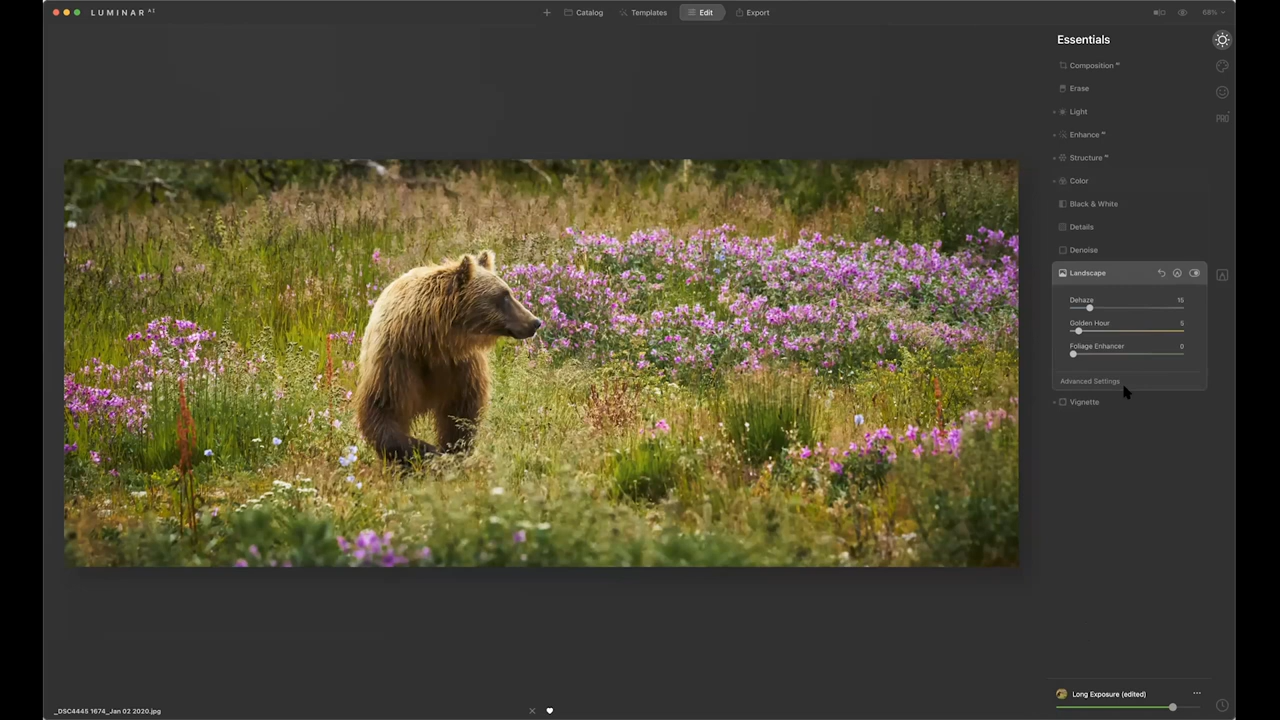 LUMINAR AI
Catalog
Templates
Edit
Export
68%
Essentials
Composition AI
Erase
Light
Enhance AI
Structure AI
Color
Black & White
Details
Denoise
Landscape
Dehaze 15
Golden Hour 5
Foliage Enhancer 0
Advanced Settings
Vignette
PRO
Long Exposure (edited)
_DSC4445 1674_Jan 02 2020.jpg